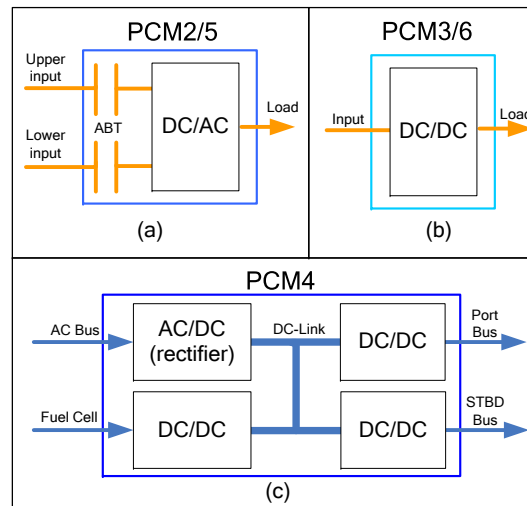 PCM2/5
Upper
input
Lower
input
ABT
DC/AC
Load
(a)
PCM3/6
Input
DC/DC
Load
(b)
PCM4
AC Bus
AC/DC
(rectifier)
DC-Link
DC/DC
Port
Bus
Fuel Cell
DC/DC
DC/DC
STBD
Bus
(c)